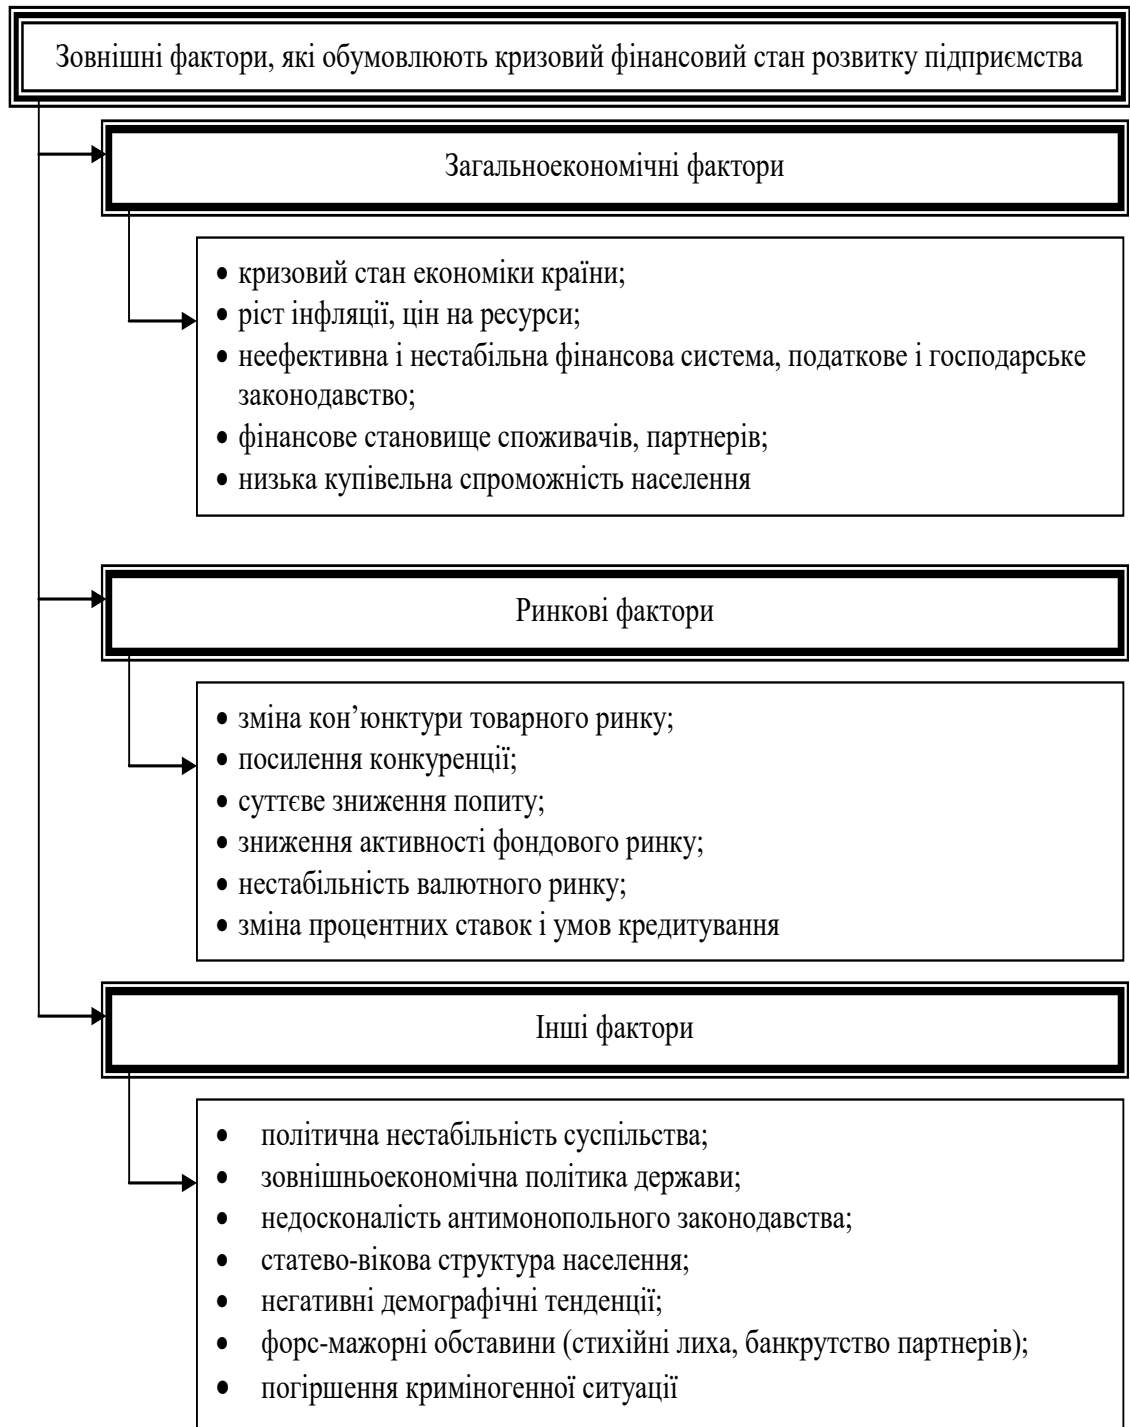 Зовнішні фактори, які обумовлюють кризовий фінансовий стан розвитку підприємства
Загальноекономічні фактори
• кризовий стан економіки країни;
• ріст інфляції, цін на ресурси;
• неефективна і нестабільна фінансова система, податкове і господарське
законодавство;
• фінансове становище споживачів, партнерів;
• низька купівельна спроможність населення
Ринкові фактори
• зміна кон’юнктури товарного ринку;
• посилення конкуренції;
• суттєве зниження попиту;
• зниження активності фондового ринку;
• нестабільність валютного ринку;
• зміна процентних ставок і умов кредитування
Інші фактори
• політична нестабільність суспільства;
• зовнішньоекономічна політика держави;
• недосконалість антимонопольного законодавства;
• статево-вікова структура населення;
• негативні демографічні тенденції;
• форс-мажорні обставини (стихійні лиха, банкрутство партнерів);
• погіршення криміногенної ситуації